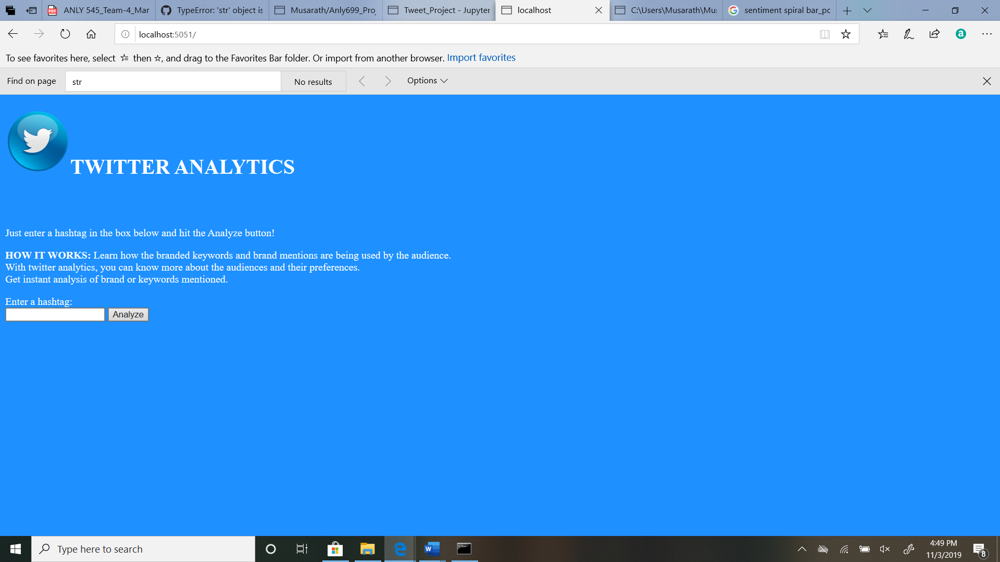 ANLY 545_Team-4_Mar
TypeError: 'str' object is
Musarath/Anly699_Pro
Tweet_Project - Jupyter
localhost
C:\Users\Musarath\Mu
sentiment spiral bar_pc
localhost:5051/
a
To see favorites here, select then , and drag to the Favorites Bar folder. Or import from another browser. Import favorites
Find on page
str
No results
Options
TWITTER ANALYTICS
Just enter a hashtag in the box below and hit the Analyze button!
HOW IT WORKS: Learn how the branded keywords and brand mentions are being used by the audience.
With twitter analytics, you can know more about the audiences and their preferences.
Get instant analysis of brand or keywords mentioned.
Enter a hashtag:
Analyze
Type here to search
4:49 PM
11/3/2019
8